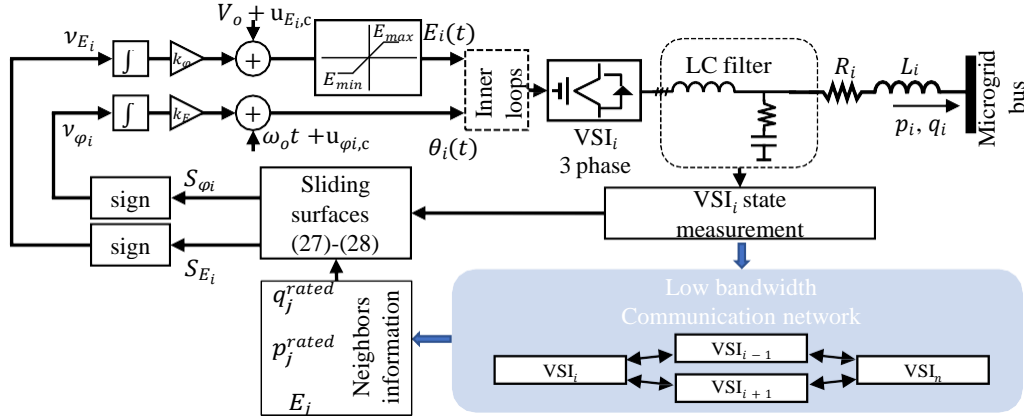 V_o + u_{E_i,c}
ν_{E_i}
∫
k_φ
+
E_max
E_min
E_i(t)
ν_{φ_i}
∫
k_E
+
ω_o t + u_{φi,c}
θ_i(t)
Inner
loops
VSI_i
3 phase
LC filter
R_i
L_i
p_i, q_i
Microgrid
bus
S_{φ_i}
sign
sign
S_{E_i}
Sliding
surfaces
(27)-(28)
VSI_i state
measurement
q_j^{rated}
p_j^{rated}
E_j
Neighbors
information
Low bandwidth
Communication network
VSI_i
VSI_{i-1}
VSI_{i+1}
VSI_n